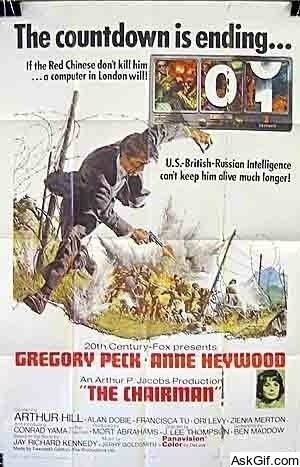 The countdown is ending...
If the Red Chinese don't kill him
...a computer in London will!
01
U.S.-British-Russian Intelligence
can't keep him alive much longer!
20th Century-Fox presents
GREGORY PECK · ANNE HEYWOOD
An Arthur P. Jacobs Production
"THE CHAIRMAN"
ARTHUR HILL · ALAN DOBIE · FRANCISCA TU · ORI LEVY · ZIENIA MERTON
CONRAD YAMA MORT ABRAHMS J. LEE THOMPSON BEN MADDOW
JAY RICHARD KENNEDY · JERRY GOLDSMITH Panavision®
Color by DeLuxe
AskGif.com